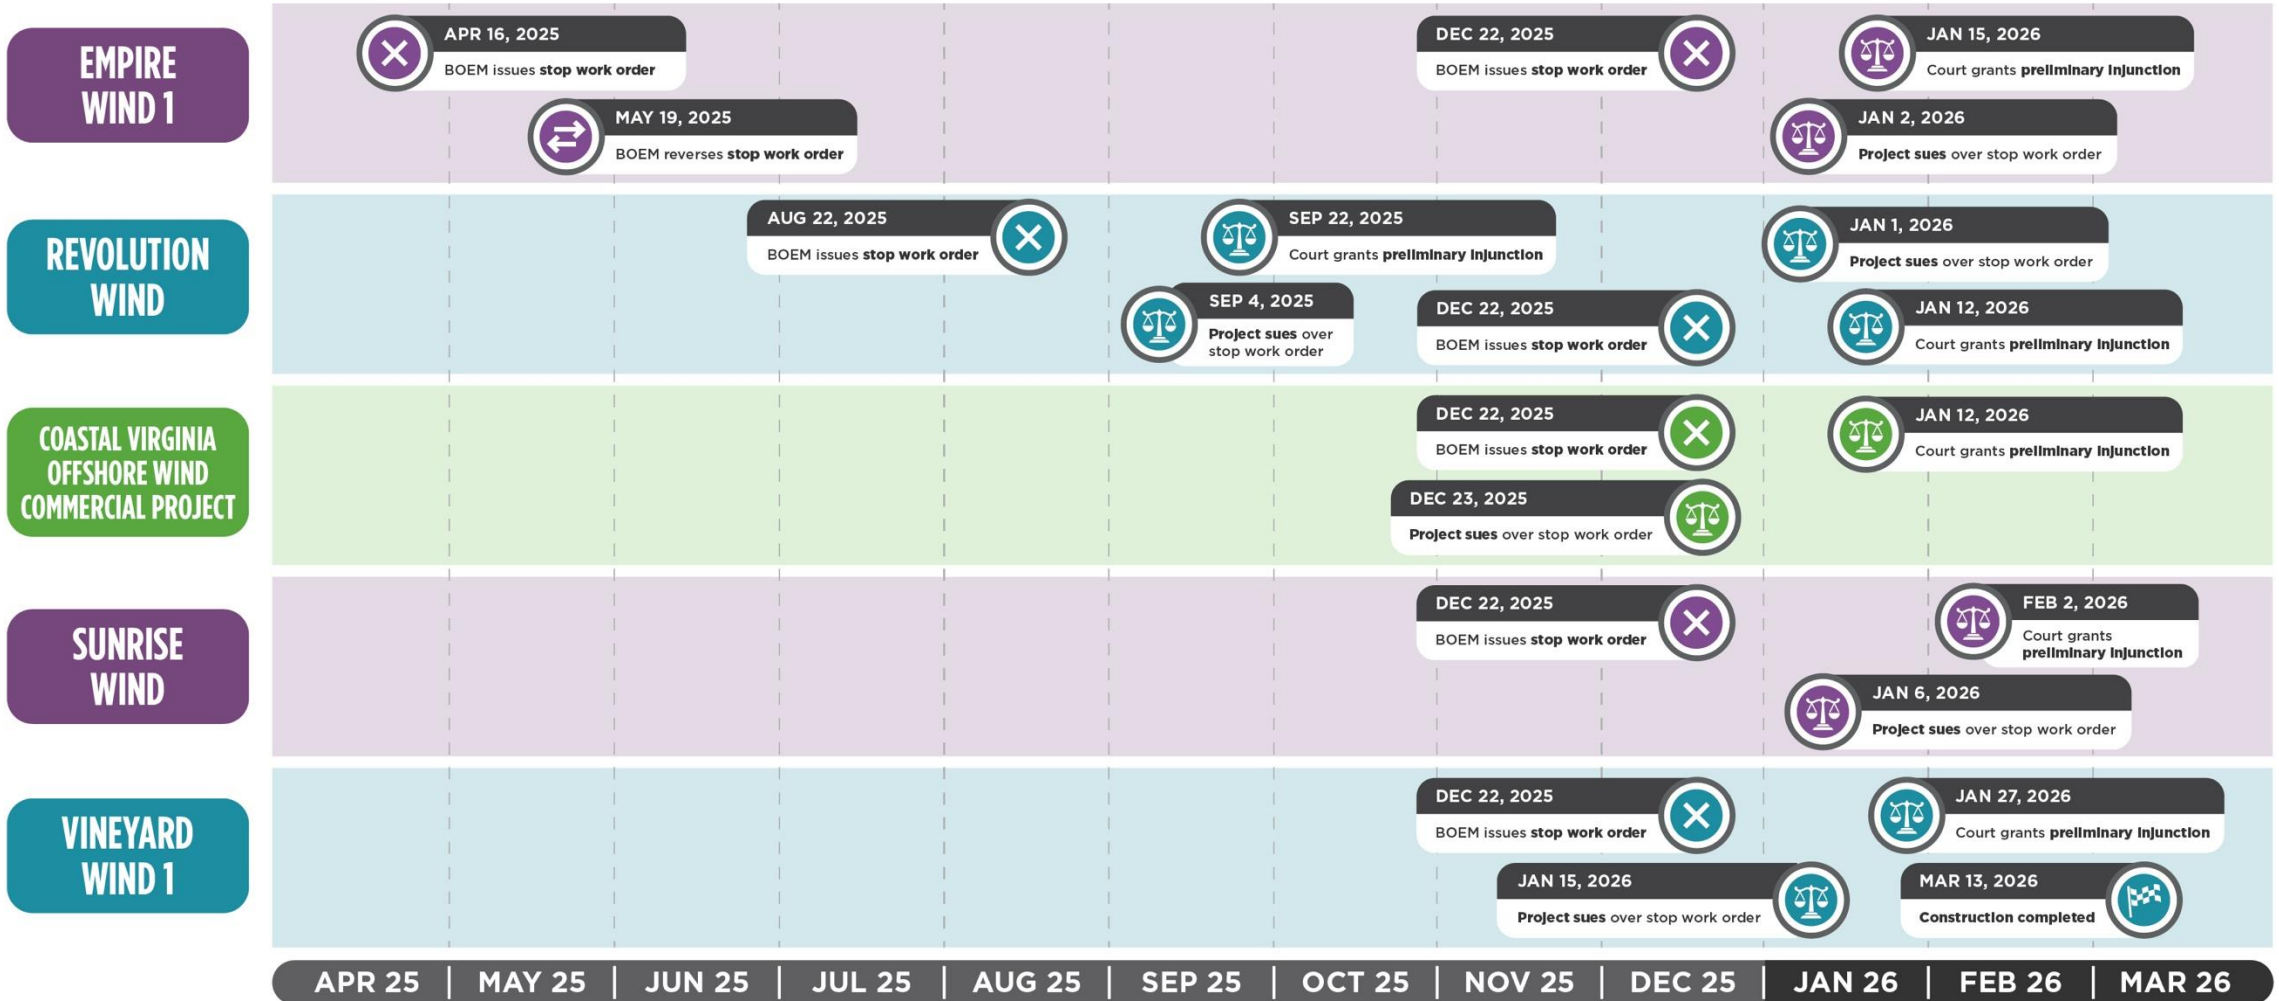 EMPIRE
WIND 1
APR 16, 2025
BOEM issues stop work order
MAY 19, 2025
BOEM reverses stop work order
DEC 22, 2025
BOEM issues stop work order
JAN 15, 2026
Court grants preliminary injunction
JAN 2, 2026
Project sues over stop work order
REVOLUTION
WIND
AUG 22, 2025
BOEM issues stop work order
SEP 22, 2025
Court grants preliminary injunction
SEP 4, 2025
Project sues over
stop work order
DEC 22, 2025
BOEM issues stop work order
JAN 1, 2026
Project sues over stop work order
JAN 12, 2026
Court grants preliminary injunction
COASTAL VIRGINIA
OFFSHORE WIND
COMMERCIAL PROJECT
DEC 22, 2025
BOEM issues stop work order
DEC 23, 2025
Project sues over stop work order
JAN 12, 2026
Court grants preliminary injunction
SUNRISE
WIND
DEC 22, 2025
BOEM issues stop work order
FEB 2, 2026
Court grants
preliminary injunction
JAN 6, 2026
Project sues over stop work order
VINEYARD
WIND 1
DEC 22, 2025
BOEM issues stop work order
JAN 27, 2026
Court grants preliminary injunction
JAN 15, 2026
Project sues over stop work order
MAR 13, 2026
Construction completed
APR 25 | MAY 25 | JUN 25 | JUL 25 | AUG 25 | SEP 25 | OCT 25 | NOV 25 | DEC 25 | JAN 26 | FEB 26 | MAR 26